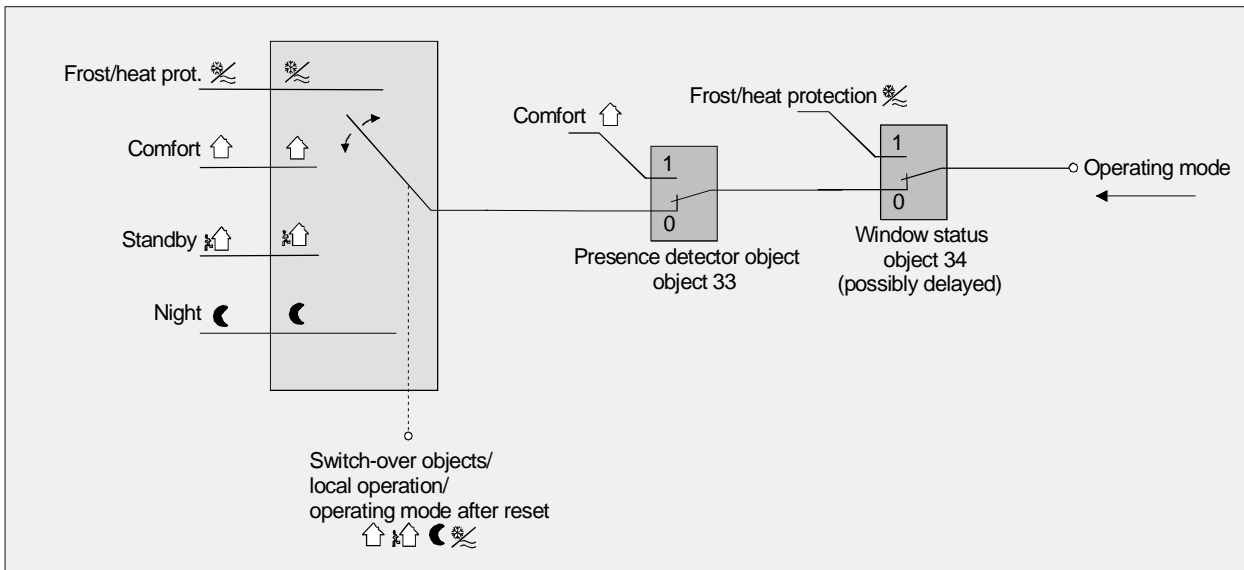 Frost/heat prot.
Comfort
Standby
Night
Switch-over objects/
local operation/
operating mode after reset
Comfort
1
0
Presence detector object
object 33
Frost/heat protection
1
0
Window status
object 34
(possibly delayed)
Operating mode